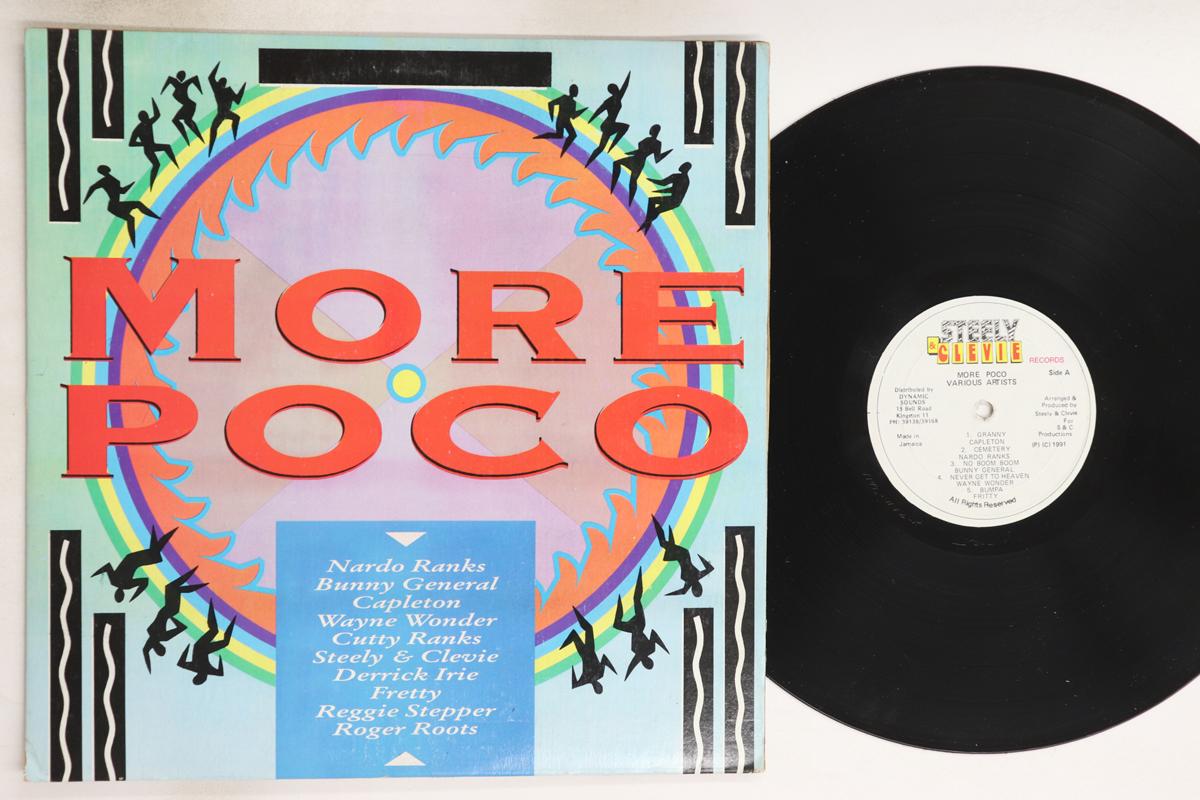 MORE
POCO
Nardo Ranks
Bunny General
Capleton
Wayne Wonder
Cutty Ranks
Steely & Clevie
Derrick Irie
Fretty
Reggie Stepper
Roger Roots
STEELY
& CLEVIE
RECORDS
MORE POCO
VARIOUS ARTISTS
Side A
Distributed by
DYNAMIC
SOUNDS
15 Bell Road
Kingston 11
PH: 39138/39168
Made in
Jamaica
Arranged &
Produced by
Steely & Clevie
For
S & C
Productions
(P) (C) 1991
1. GRANNY
CAPLETON
2. CEMETERY
NARDO RANKS
3. NO BOOM BOOM
BUNNY GENERAL
4. NEVER GET TO HEAVEN
WAYNE WONDER
5. BUMPA
FRITTY
All Rights Reserved